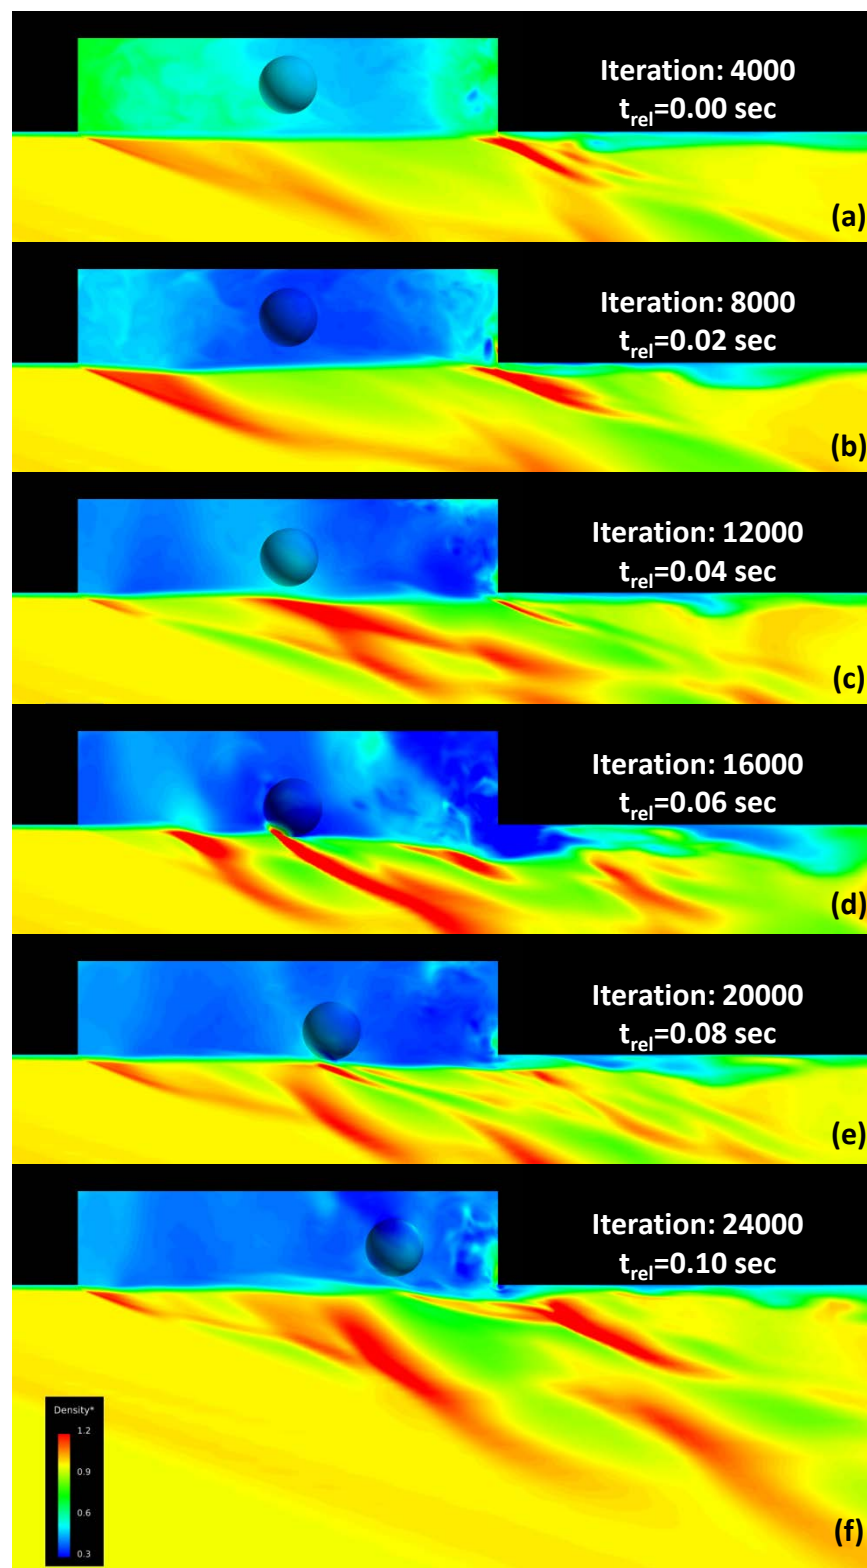 Iteration: 4000
t_rel=0.00 sec
(a)
Iteration: 8000
t_rel=0.02 sec
(b)
Iteration: 12000
t_rel=0.04 sec
(c)
Iteration: 16000
t_rel=0.06 sec
(d)
Iteration: 20000
t_rel=0.08 sec
(e)
Iteration: 24000
t_rel=0.10 sec
Density*
1.2
0.9
0.6
0.3
(f)